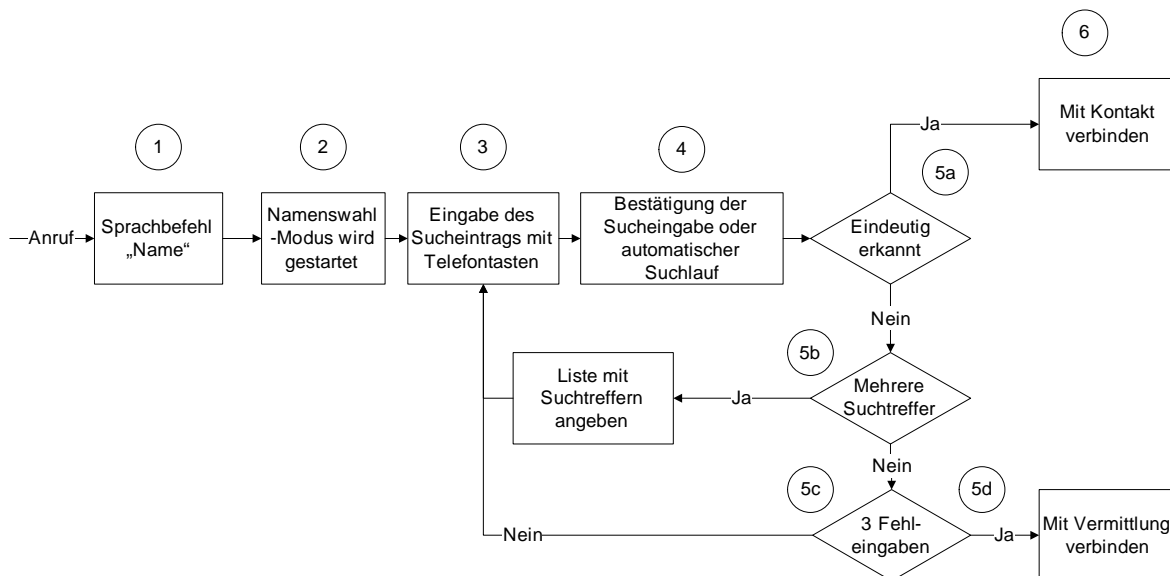 6
Mit Kontakt
verbinden
Ja
1
2
3
4
5a
Anruf
Sprachbefehl
„Name“
Namenswahl
-Modus wird
gestartet
Eingabe des
Sucheintrags mit
Telefontasten
Bestätigung der
Sucheingabe oder
automatischer
Suchlauf
Eindeutig
erkannt
Nein
5b
Liste mit
Suchtreffern
angeben
Ja
Mehrere
Suchtreffer
Nein
5c
5d
Nein
3 Fehl-
eingaben
Ja
Mit Vermittlung
verbinden